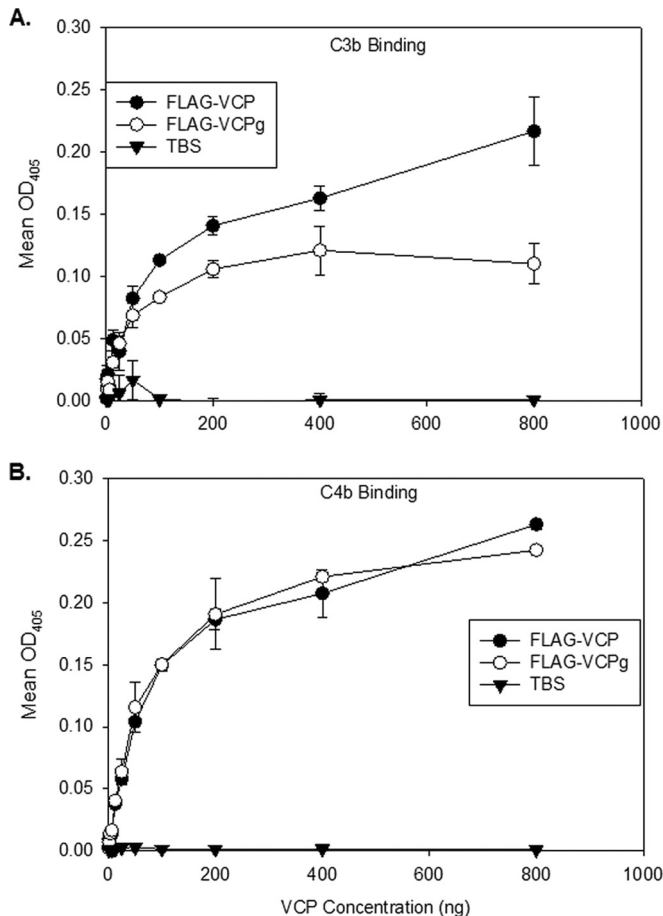 A.
C3b Binding
0.30
0.25
0.20
0.15
0.10
0.05
0.00
Mean OD405
FLAG-VCP
FLAG-VCPg
TBS
0 200 400 600 800 1000
B.
C4b Binding
0.30
0.25
0.20
0.15
0.10
0.05
0.00
Mean OD405
FLAG-VCP
FLAG-VCPg
TBS
0 200 400 600 800 1000
VCP Concentration (ng)